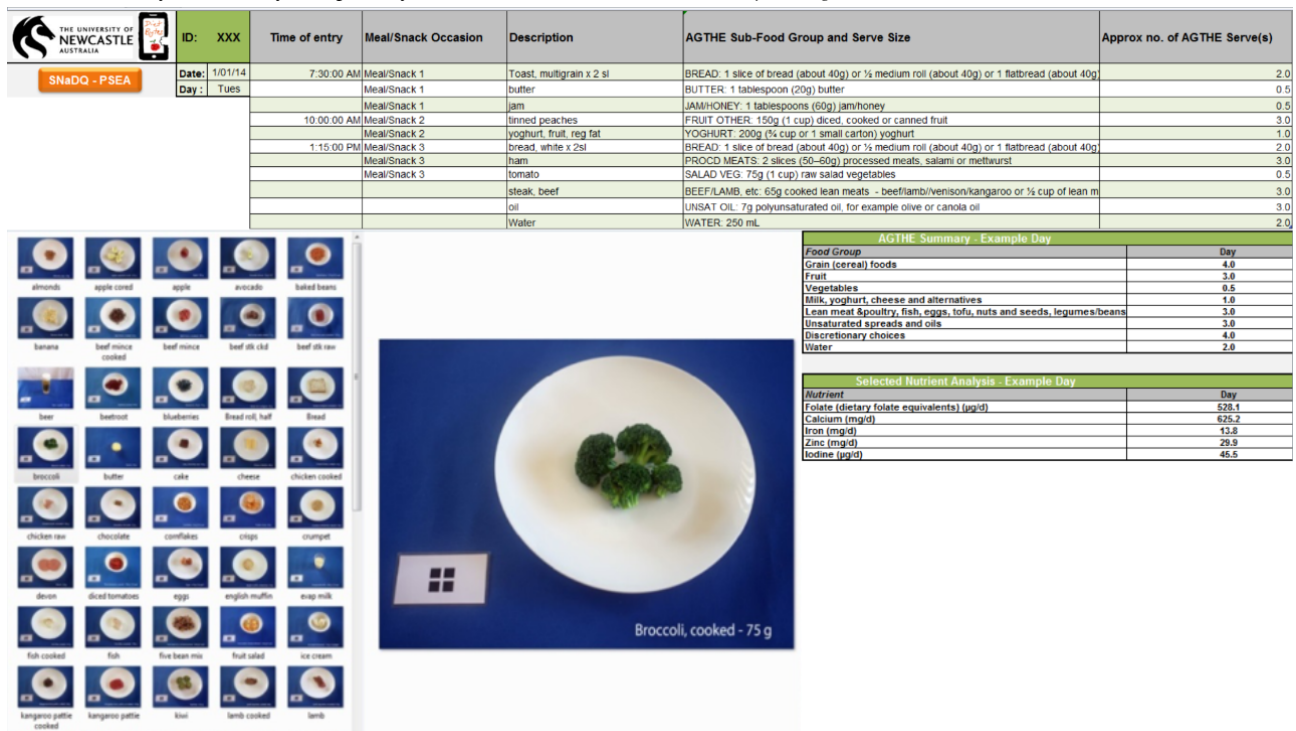 THE UNIVERSITY OF
NEWCASTLE
AUSTRALIA
ID: XXX
Time of entry Meal/Snack Occasion Description AGTHE Sub-Food Group and Serve Size Approx no. of AGTHE Serve(s)
SNaDQ - PSEA
Date: 1/01/14 7:30:00 AM Meal/Snack 1 Toast, multigrain x 2 sl BREAD: 1 slice of bread (about 40g) or ½ medium roll (about 40g) or 1 flatbread (about 40g) 2.0
Day : Tues Meal/Snack 1 butter BUTTER: 1 tablespoon (20g) butter 0.5
Meal/Snack 1 jam JAM/HONEY: 1 tablespoons (60g) jam/honey 0.5
10:00:00 AM Meal/Snack 2 tinned peaches FRUIT OTHER: 150g (1 cup) diced, cooked or canned fruit 3.0
Meal/Snack 2 yoghurt, fruit, reg fat YOGHURT: 200g (¾ cup or 1 small carton) yoghurt 1.0
1:15:00 PM Meal/Snack 3 bread, white x 2sl BREAD: 1 slice of bread (about 40g) or ½ medium roll (about 40g) or 1 flatbread (about 40g) 2.0
Meal/Snack 3 ham PROCD MEATS: 2 slices (50–60g) processed meats, salami or mettwurst 3.0
Meal/Snack 3 tomato SALAD VEG: 75g (1 cup) raw salad vegetables 0.5
steak, beef BEEF/LAMB, etc: 65g cooked lean meats - beef/lamb//venison/kangaroo or ½ cup of lean m 3.0
oil UNSAT OIL: 7g polyunsaturated oil, for example olive or canola oil 3.0
Water WATER: 250 mL 2.0
almonds apple cored apple avocado baked beans
banana beef mince cooked beef mince beef stk ckd beef stk raw
beer beetroot blueberries Bread roll, half Bread
broccoli butter cake cheese chicken cooked
chicken raw chocolate cornflakes crisps crumpet
devon diced tomatoes eggs english muffin evap milk
fish cooked fish five bean mix fruit salad ice cream
kangaroo pattie cooked kangaroo pattie kiwi lamb cooked lamb
Broccoli, cooked - 75 g
AGTHE Summary - Example Day
Food Group Day
Grain (cereal) foods 4.0
Fruit 3.0
Vegetables 0.5
Milk, yoghurt, cheese and alternatives 1.0
Lean meat &poultry, fish, eggs, tofu, nuts and seeds, legumes/beans 3.0
Unsaturated spreads and oils 3.0
Discretionary choices 4.0
Water 2.0
Selected Nutrient Analysis - Example Day
Nutrient Day
Folate (dietary folate equivalents) (µg/d) 528.1
Calcium (mg/d) 625.2
Iron (mg/d) 13.8
Zinc (mg/d) 29.9
Iodine (µg/d) 45.5